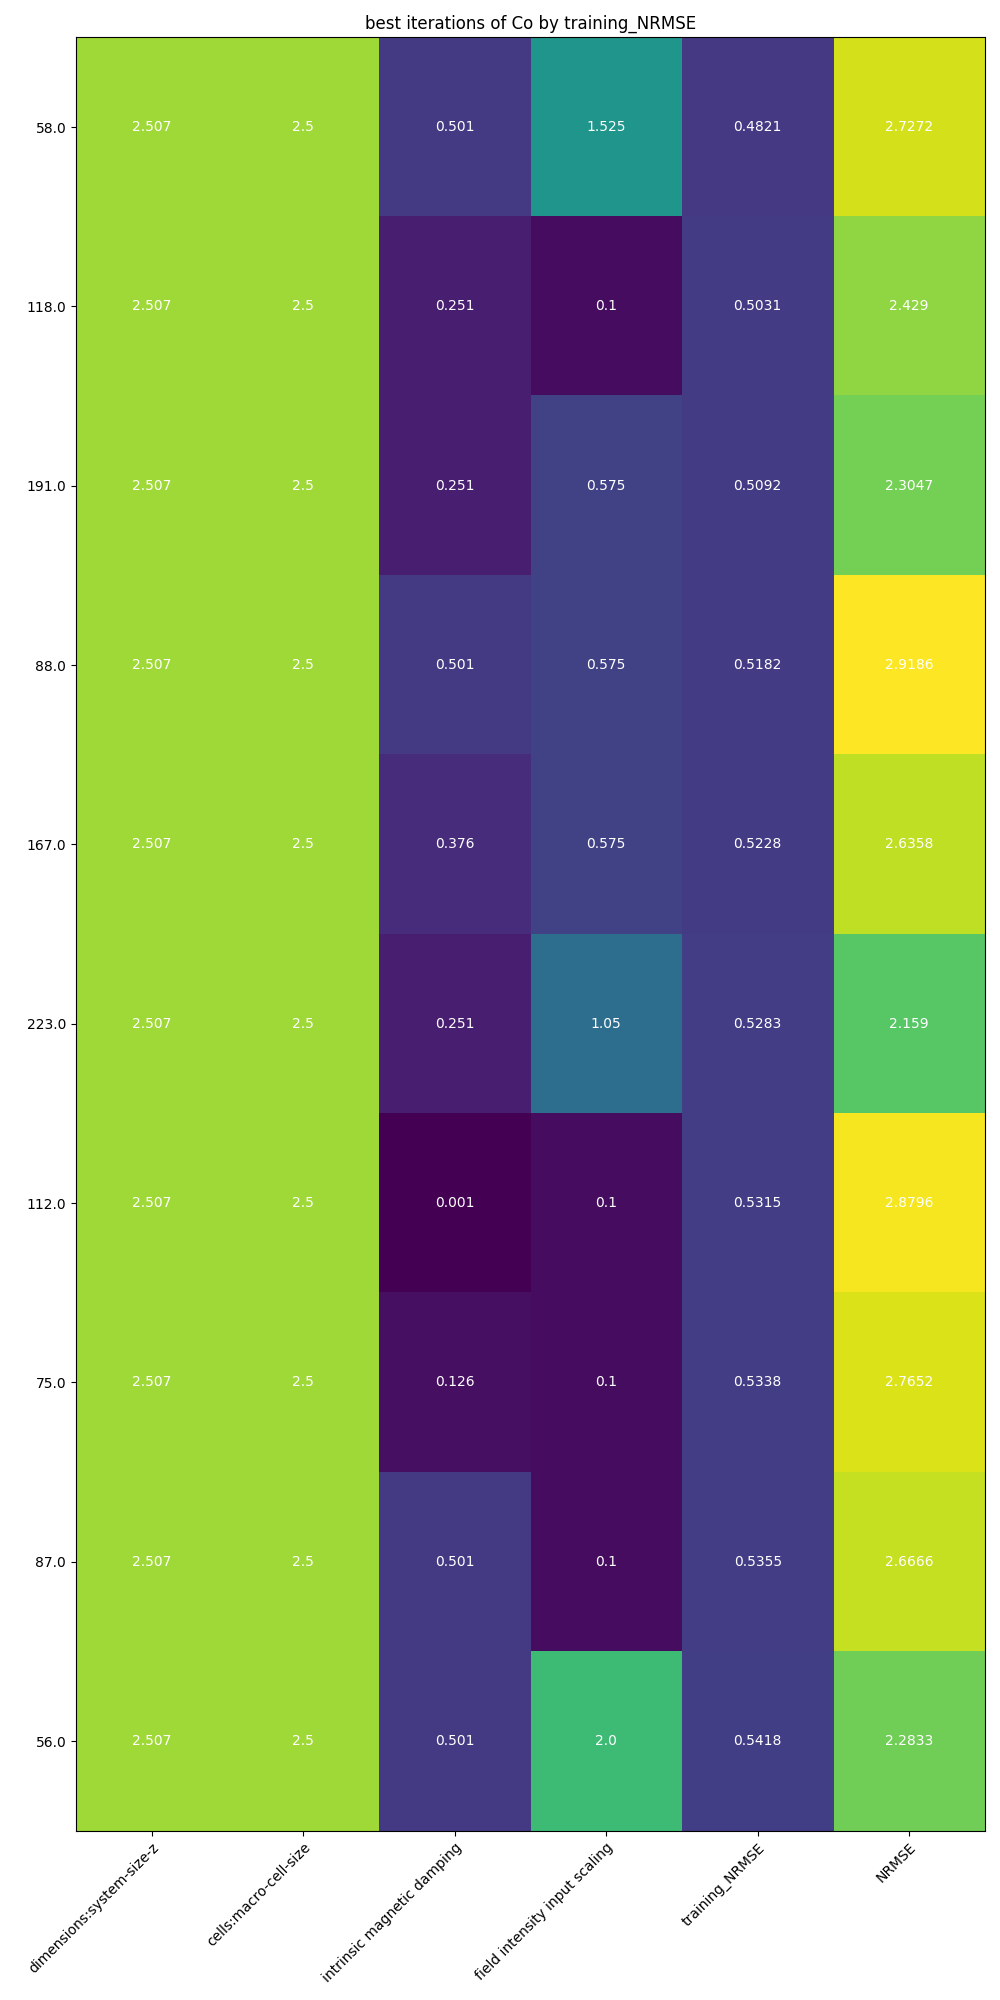 best iterations of Co by training_NRMSE
58.0 2.507 2.5 0.501 1.525 0.4821 2.7272
118.0 2.507 2.5 0.251 0.1 0.5031 2.429
191.0 2.507 2.5 0.251 0.575 0.5092 2.3047
88.0 2.507 2.5 0.501 0.575 0.5182 2.9186
167.0 2.507 2.5 0.376 0.575 0.5228 2.6358
223.0 2.507 2.5 0.251 1.05 0.5283 2.159
112.0 2.507 2.5 0.001 0.1 0.5315 2.8796
75.0 2.507 2.5 0.126 0.1 0.5338 2.7652
87.0 2.507 2.5 0.501 0.1 0.5355 2.6666
56.0 2.507 2.5 0.501 2.0 0.5418 2.2833
dimensions:system-size-z
cells:macro-cell-size
intrinsic magnetic damping
field intensity input scaling
training_NRMSE
NRMSE